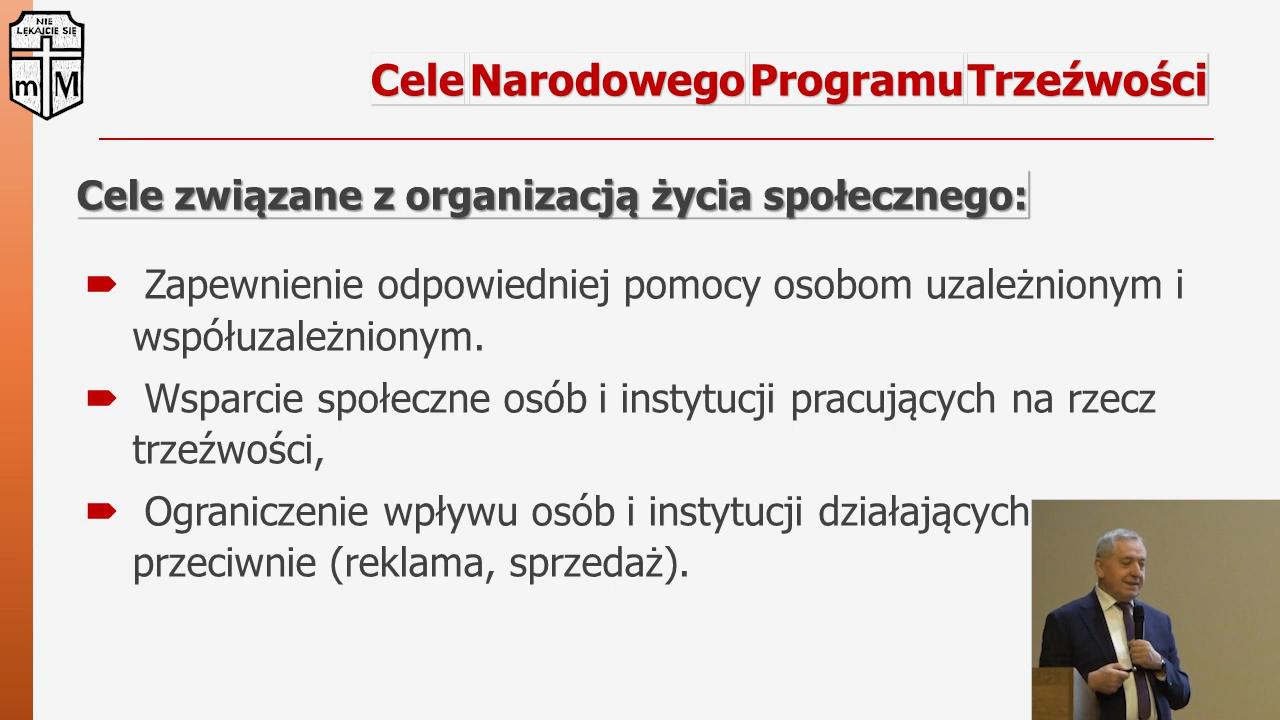 NIE
LĘKAJCIE SIĘ
m M
Cele Narodowego Programu Trzeźwości
Cele związane z organizacją życia społecznego:
Zapewnienie odpowiedniej pomocy osobom uzależnionym i
współuzależnionym.
Wsparcie społeczne osób i instytucji pracujących na rzecz
trzeźwości,
Ograniczenie wpływu osób i instytucji działających
przeciwnie (reklama, sprzedaż).